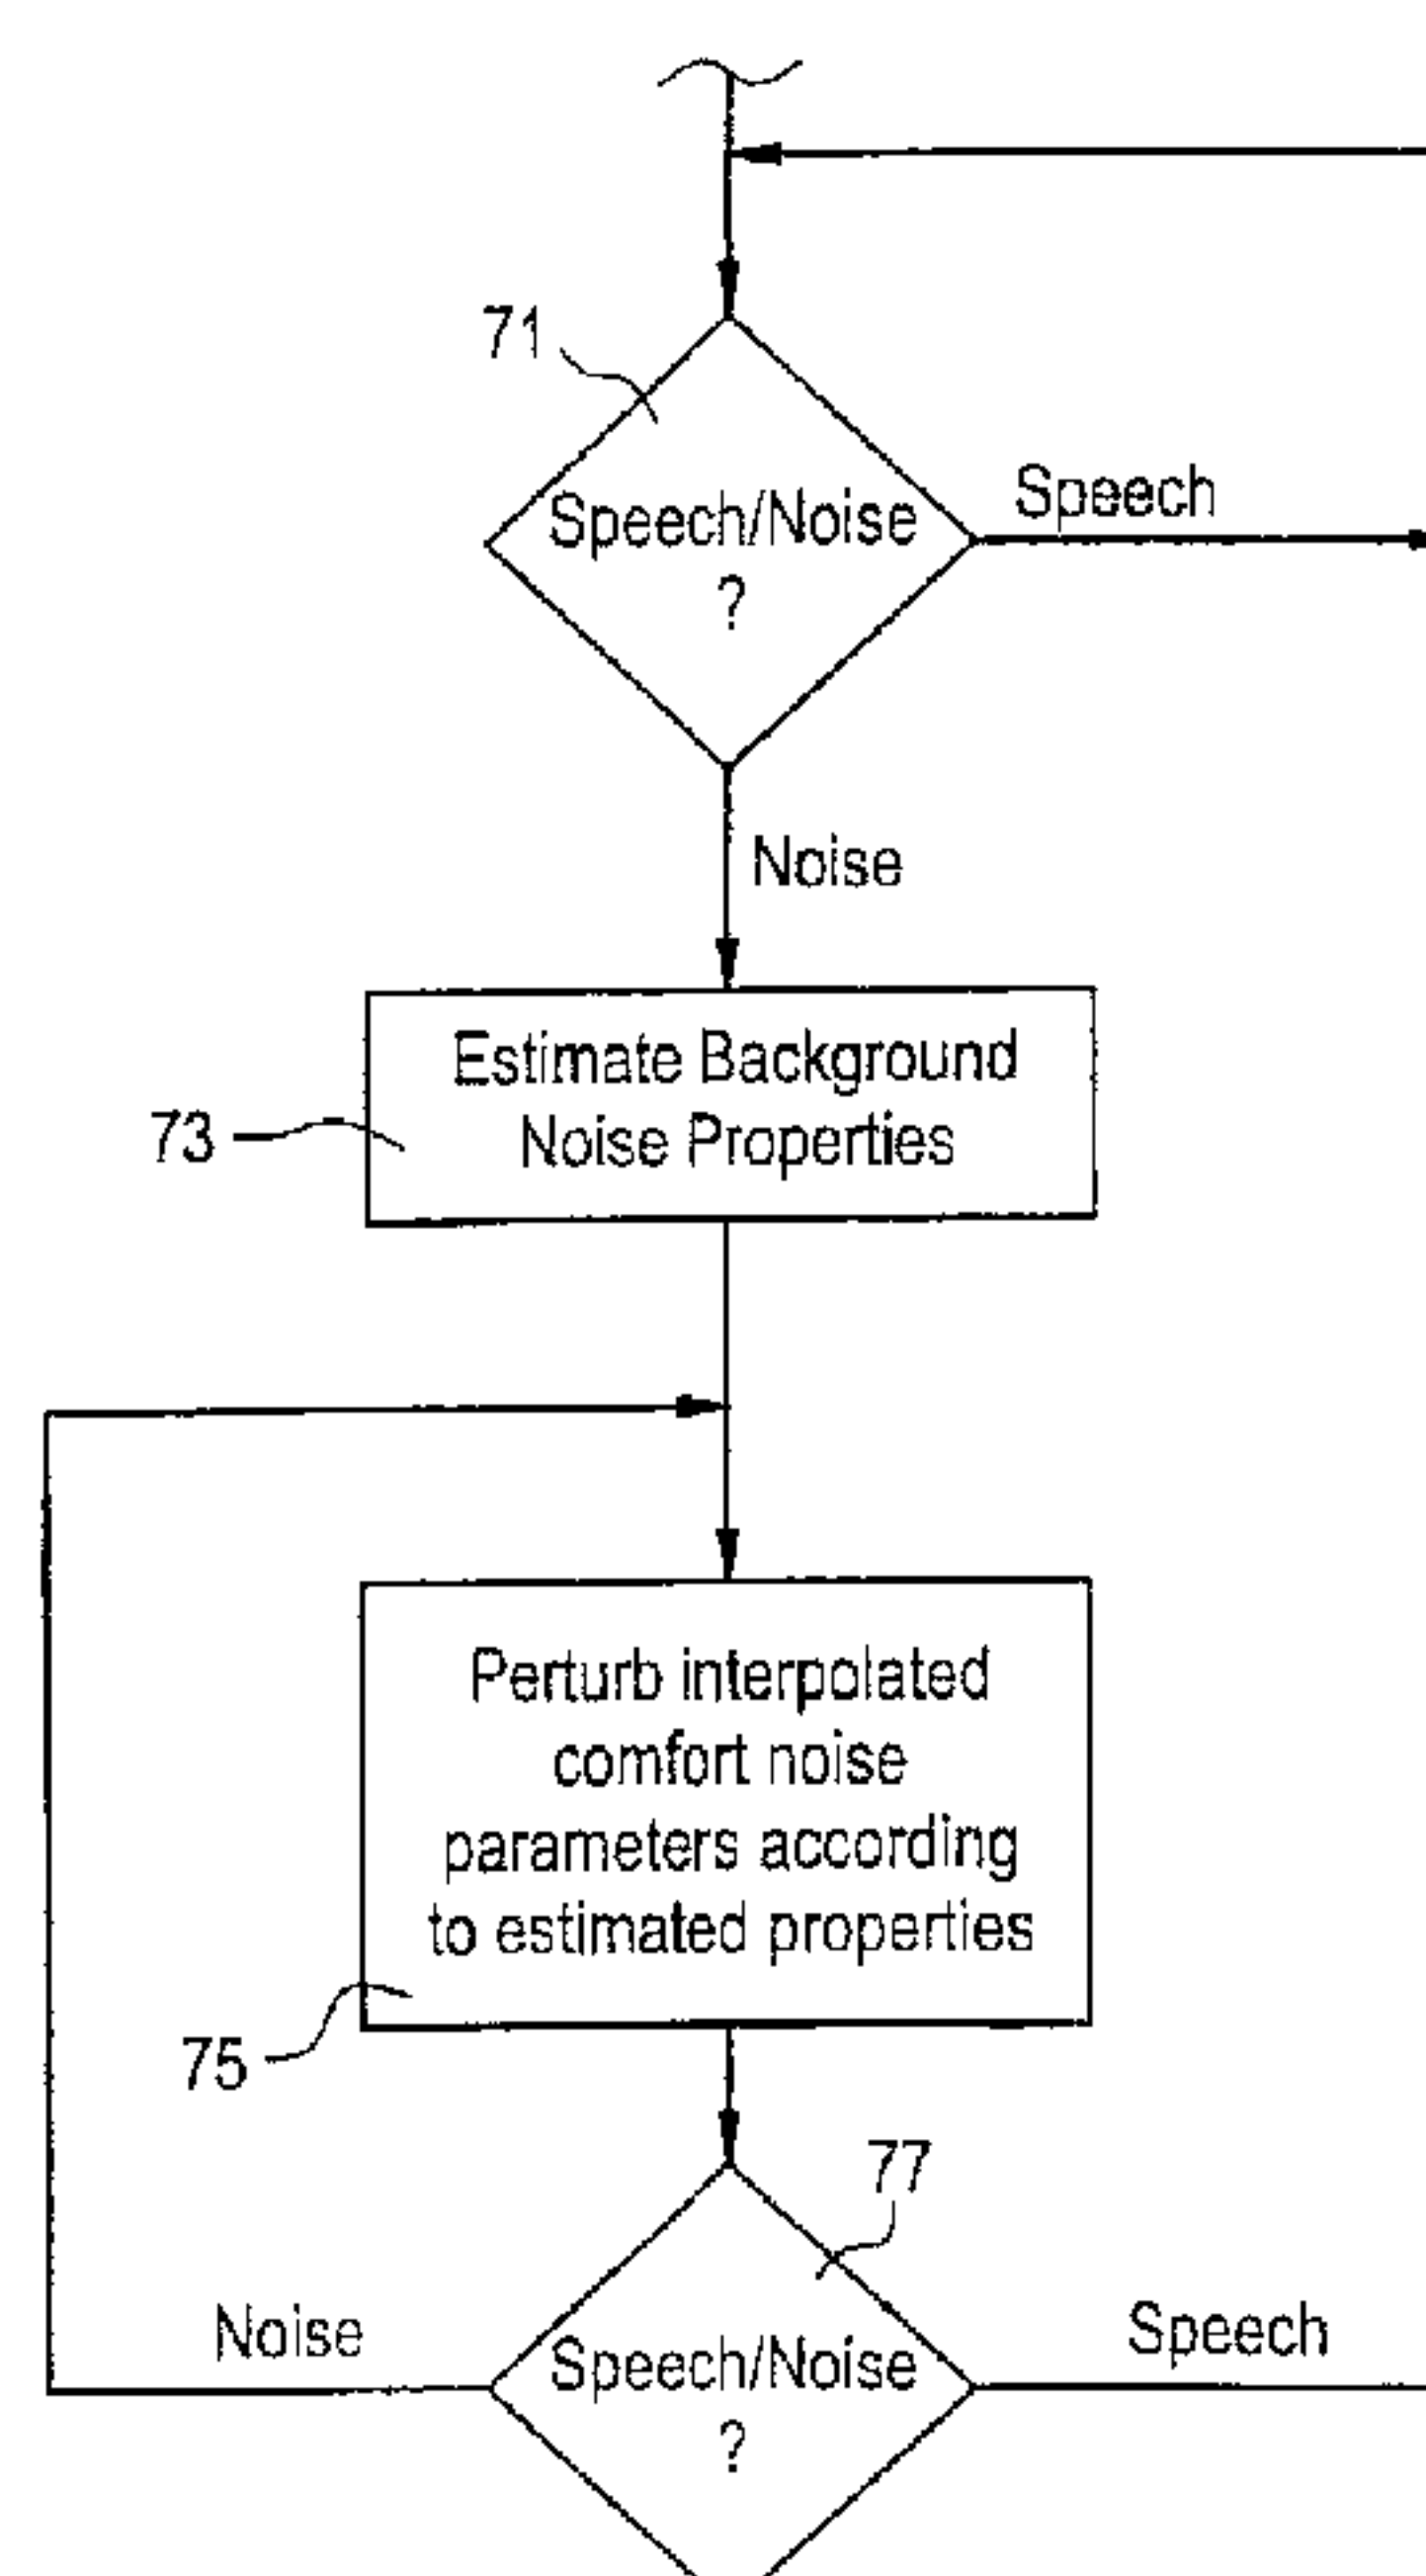 71
Speech/Noise
?
Speech
Noise
Estimate Background
Noise Properties
73
Perturb interpolated
comfort noise
parameters according
to estimated properties
75
77
Noise
Speech/Noise
?
Speech